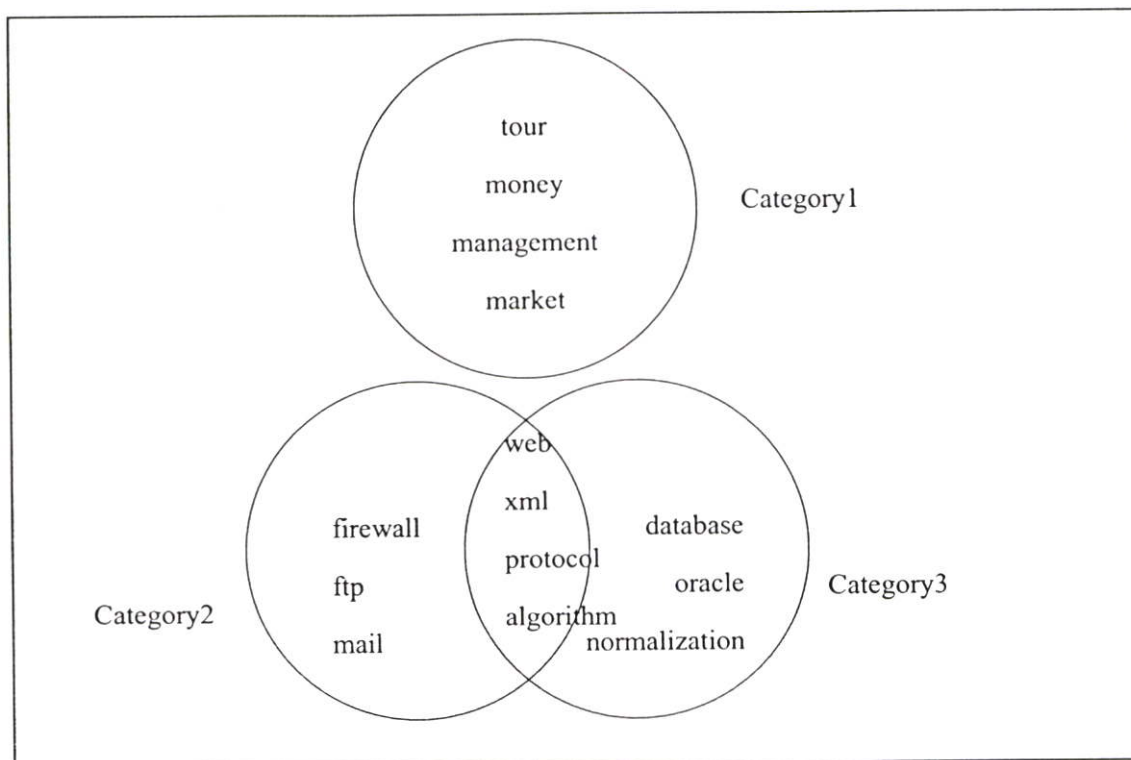 tour
money
Category1
management
market
web
xml
firewall
database
protocol
ftp
oracle
Category3
Category2
algorithm
mail
normalization